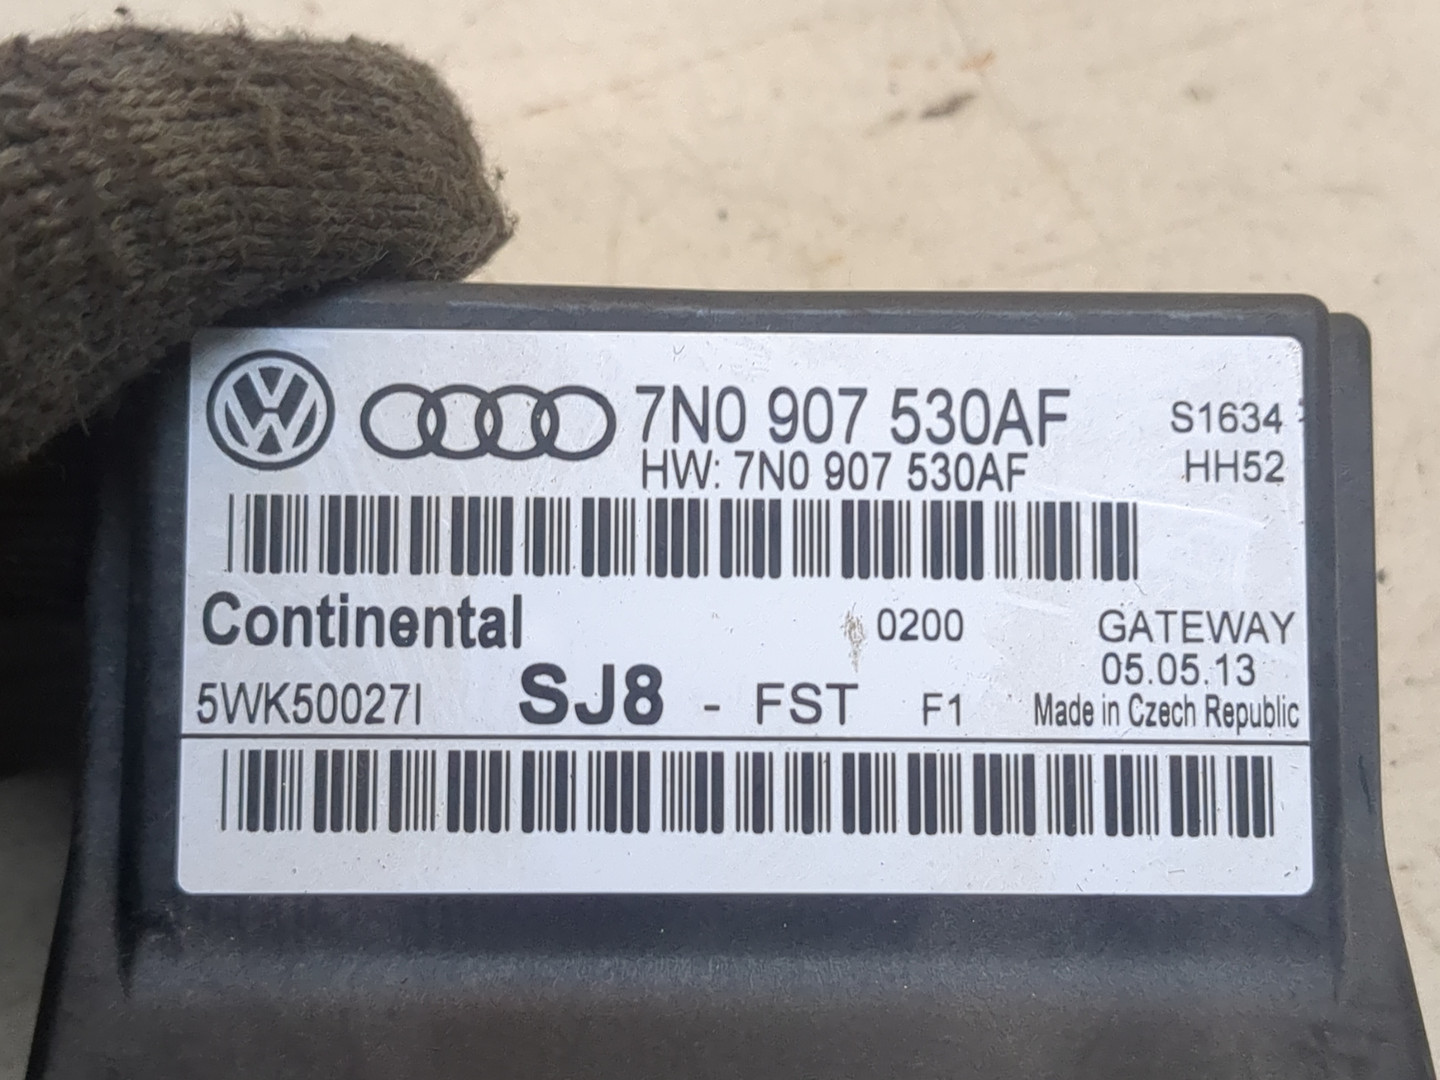 7N0 907 530AF S1634
HW: 7N0 907 530AF HH52
Continental 0200 GATEWAY
05.05.13
5WK50027I SJ8 - FST F1 Made in Czech Republic